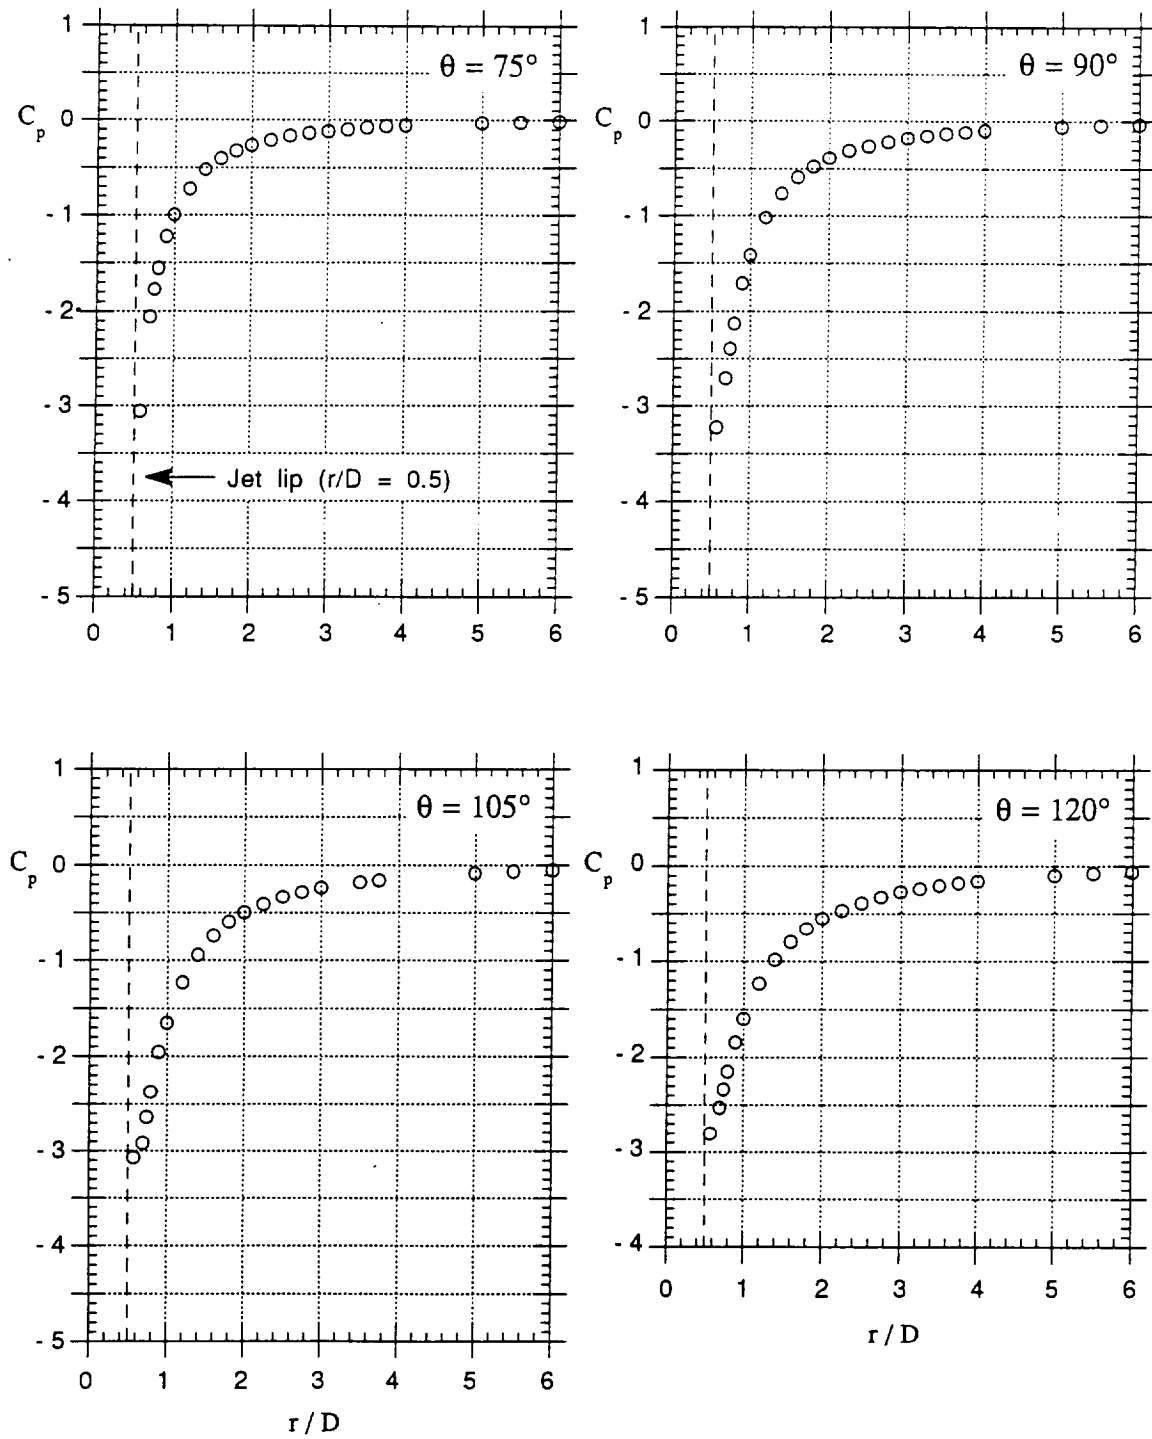 1
0
- 1
- 2
- 3
- 4
- 5
C_p
θ = 75°
Jet lip (r/D = 0.5)
0 1 2 3 4 5 6
1
0
- 1
- 2
- 3
- 4
- 5
C_p
θ = 90°
0 1 2 3 4 5 6
1
0
- 1
- 2
- 3
- 4
- 5
C_p
θ = 105°
0 1 2 3 4 5 6
r / D
1
0
- 1
- 2
- 3
- 4
C_p
θ = 120°
0 1 2 3 4 5 6
r / D